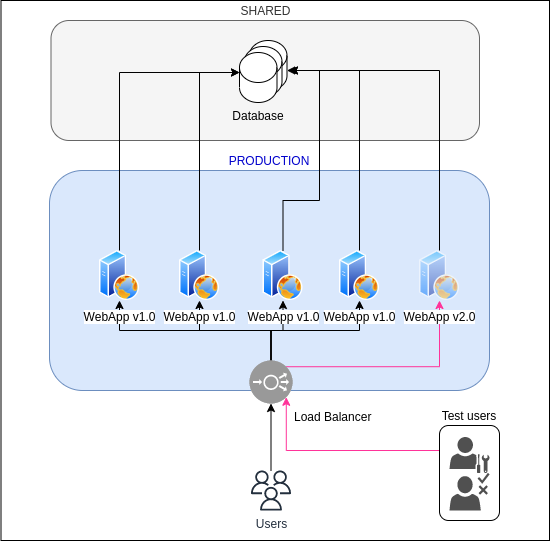 SHARED
Database
PRODUCTION
WebApp v1.0
WebApp v1.0
WebApp v1.0
WebApp v1.0
WebApp v2.0
Load Balancer
Test users
Users